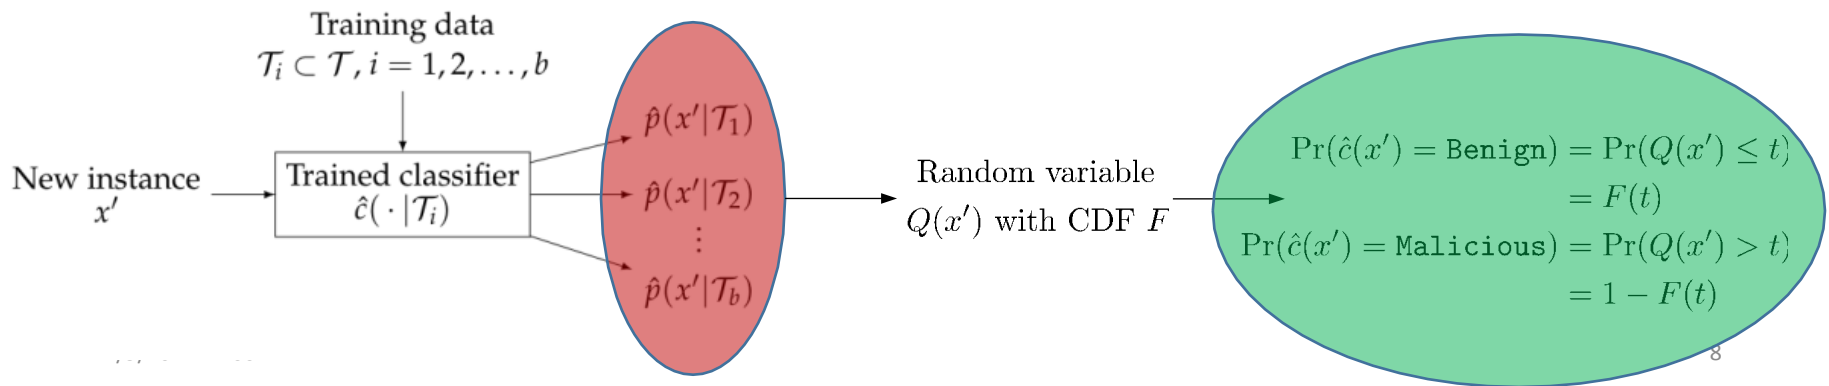 Training data
𝒯ᵢ ⊂ 𝒯, i = 1, 2, . . . , b
New instance
x′
Trained classifier
ĉ( · |𝒯ᵢ)
p̂(x′|𝒯₁)
p̂(x′|𝒯₂)
⋮
p̂(x′|𝒯_b)
Random variable
Q(x′) with CDF F
Pr(ĉ(x′) = Benign) = Pr(Q(x′) ≤ t)
= F(t)
Pr(ĉ(x′) = Malicious) = Pr(Q(x′) > t)
= 1 − F(t)
8